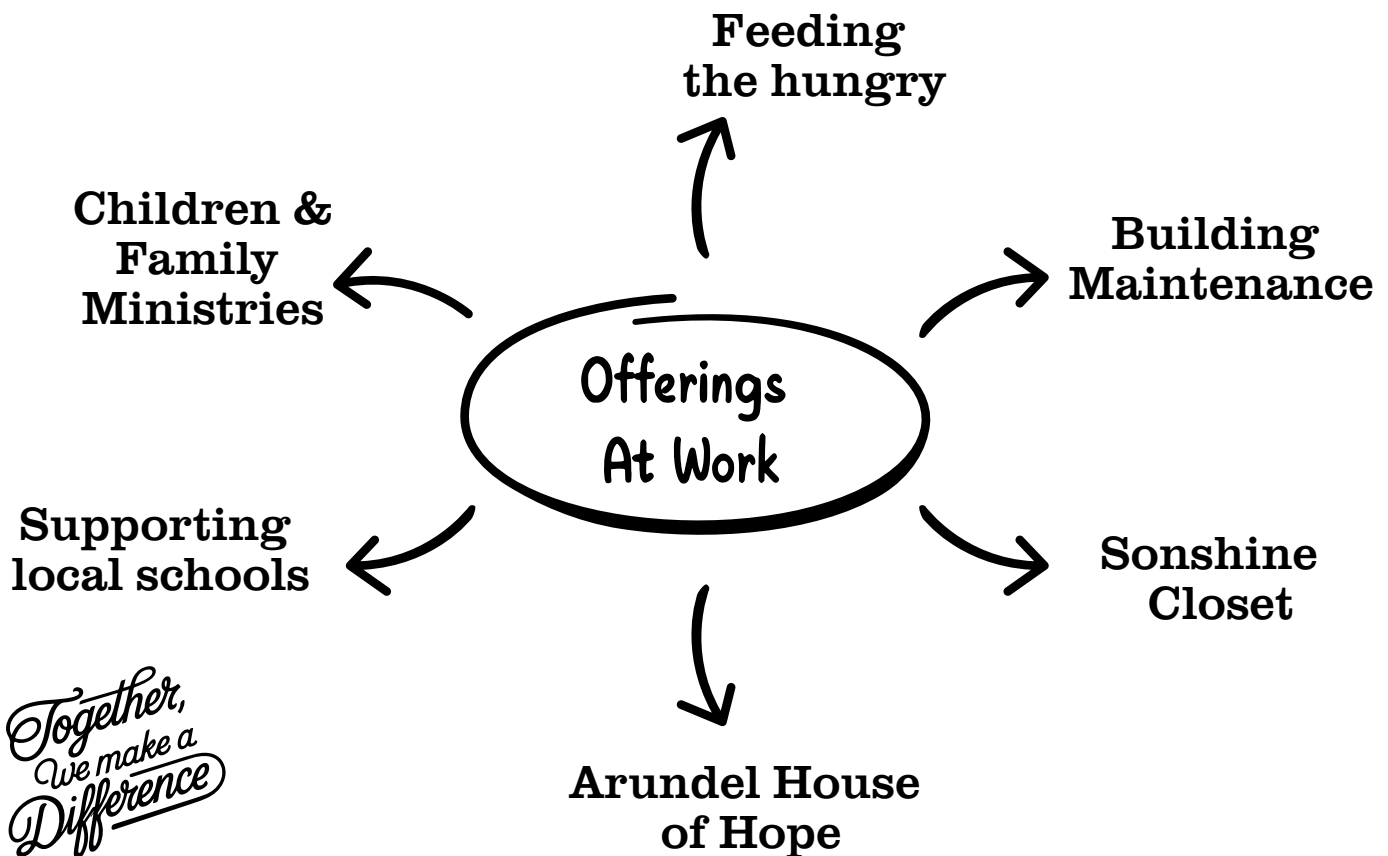 Feeding
the hungry
Children &
Family
Ministries
Building
Maintenance
Offerings
At Work
Supporting
local schools
Sonshine
Closet
Together,
We make a
Difference
Arundel House
of Hope